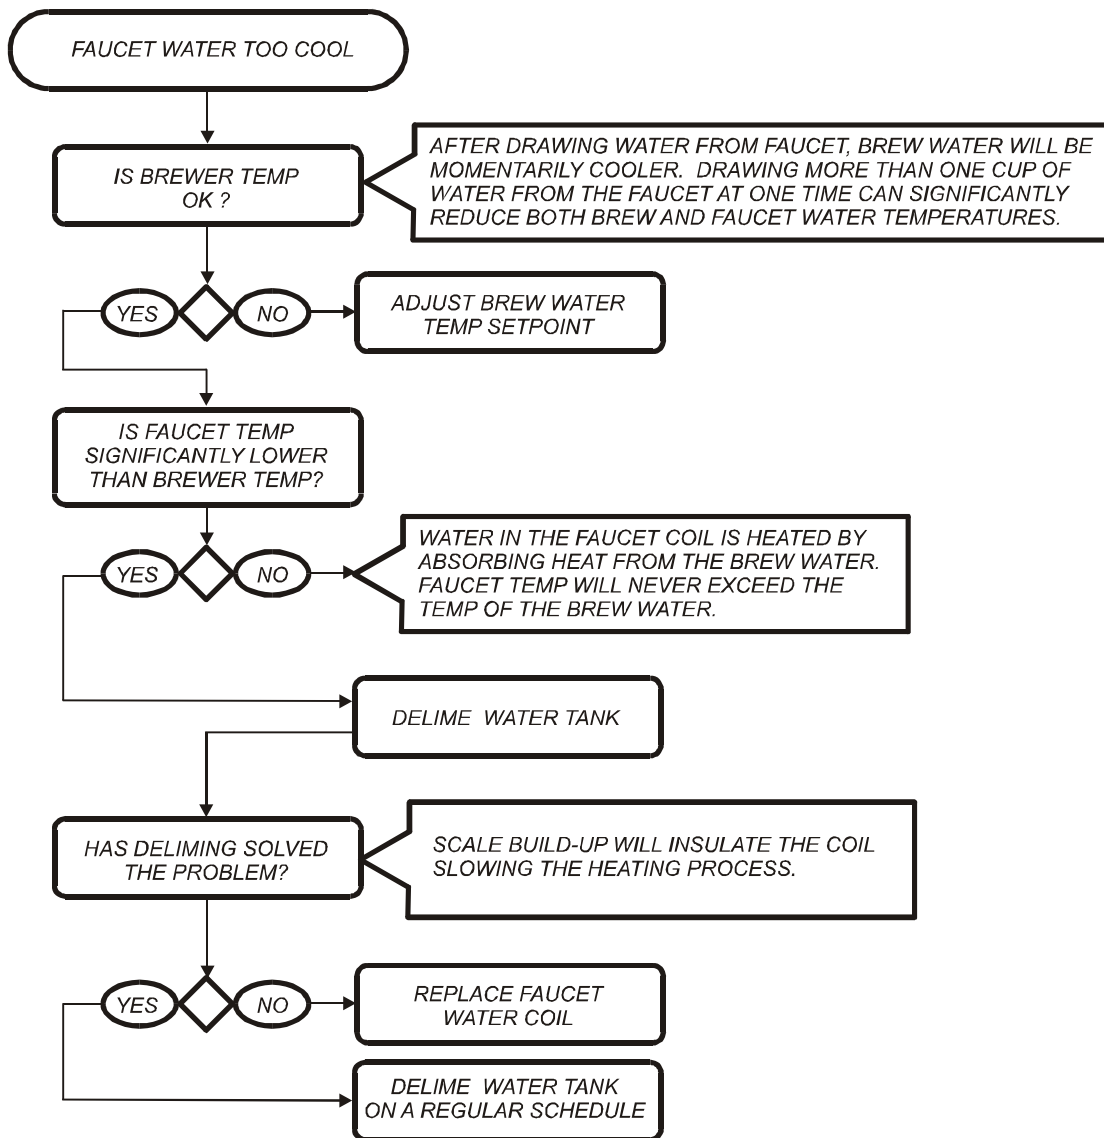 FAUCET WATER TOO COOL
IS BREWER TEMP
OK ?
AFTER DRAWING WATER FROM FAUCET, BREW WATER WILL BE
MOMENTARILY COOLER.  DRAWING MORE THAN ONE CUP OF
WATER FROM THE FAUCET AT ONE TIME CAN SIGNIFICANTLY
REDUCE BOTH BREW AND FAUCET WATER TEMPERATURES.
YES
NO
ADJUST BREW WATER
TEMP SETPOINT
IS FAUCET TEMP
SIGNIFICANTLY LOWER
THAN BREWER TEMP?
YES
NO
WATER IN THE FAUCET COIL IS HEATED BY
ABSORBING HEAT FROM THE BREW WATER.
FAUCET TEMP WILL NEVER EXCEED THE
TEMP OF THE BREW WATER.
DELIME  WATER TANK
HAS DELIMING SOLVED
THE PROBLEM?
SCALE BUILD-UP WILL INSULATE THE COIL
SLOWING THE HEATING PROCESS.
YES
NO
REPLACE FAUCET
WATER COIL
DELIME  WATER TANK
ON A REGULAR SCHEDULE